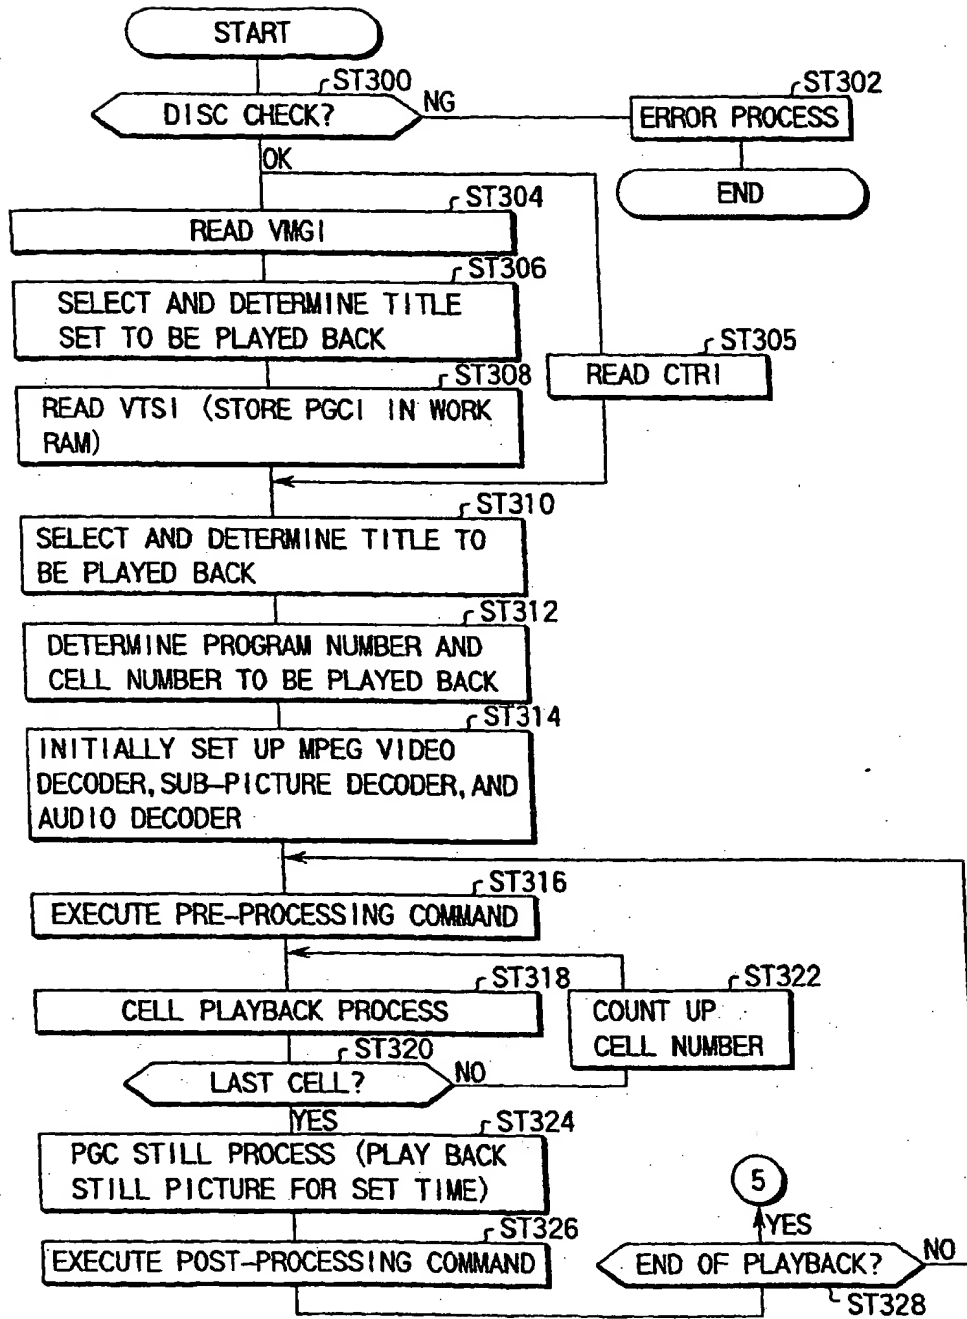 START
ST300
DISC CHECK?
NG
ST302
ERROR PROCESS
END
OK
ST304
READ VMGI
ST306
SELECT AND DETERMINE TITLE
SET TO BE PLAYED BACK
ST305
READ CTRI
ST308
READ VTSI (STORE PGCI IN WORK
RAM)
ST310
SELECT AND DETERMINE TITLE TO
BE PLAYED BACK
ST312
DETERMINE PROGRAM NUMBER AND
CELL NUMBER TO BE PLAYED BACK
ST314
INITIALLY SET UP MPEG VIDEO
DECODER, SUB-PICTURE DECODER, AND
AUDIO DECODER
ST316
EXECUTE PRE-PROCESSING COMMAND
ST318
CELL PLAYBACK PROCESS
ST322
COUNT UP
CELL NUMBER
ST320
LAST CELL?
NO
YES
ST324
PGC STILL PROCESS (PLAY BACK
STILL PICTURE FOR SET TIME)
ST326
EXECUTE POST-PROCESSING COMMAND
5
YES
END OF PLAYBACK?
NO
ST328